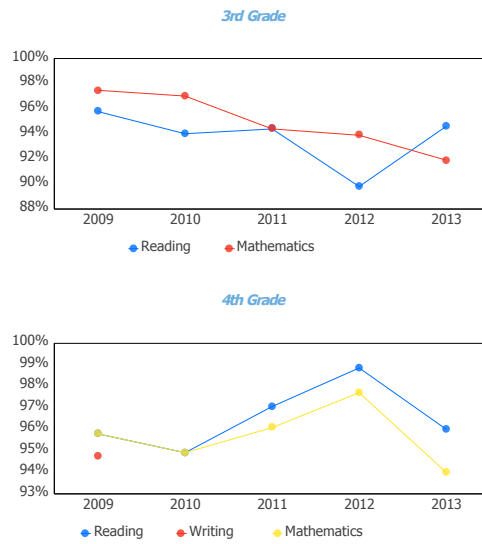 3rd Grade
100%
98%
96%
94%
92%
90%
88%
2009 2010 2011 2012 2013
Reading Mathematics
4th Grade
100%
99%
98%
97%
96%
95%
94%
93%
2009 2010 2011 2012 2013
Reading Writing Mathematics